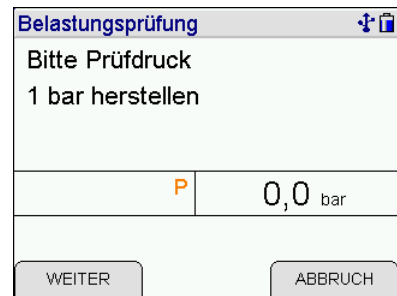 Belastungsprüfung
Bitte Prüfdruck
1 bar herstellen
P 0,0 bar
WEITER ABBRUCH